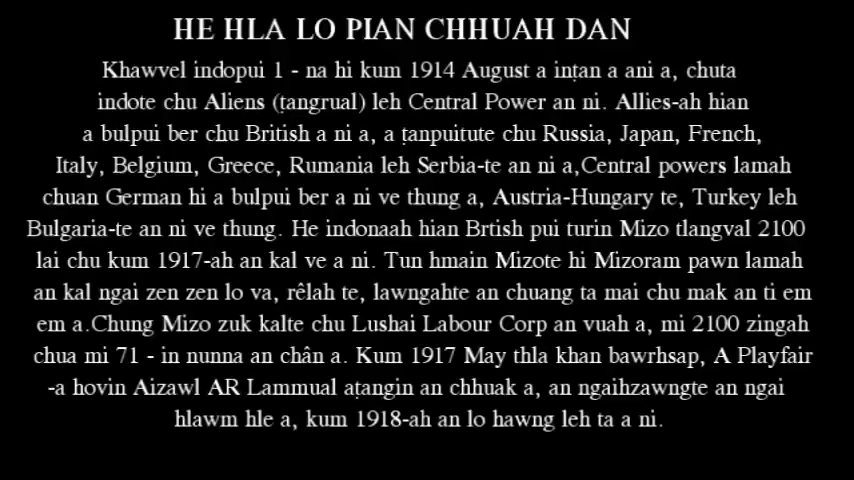 HE HLA LO PIAN CHHUAH DAN
Khawvel indopui 1 - na hi kum 1914 August a inṭan a ani a, chuta
indote chu Aliens (ṭangrual) leh Central Power an ni. Allies-ah hian
a bulpui ber chu British a ni a, a ṭanpuitute chu Russia, Japan, French,
Italy, Belgium, Greece, Rumania leh Serbia-te an ni a,Central powers lamah
chuan German hi a bulpui ber a ni ve thung a, Austria-Hungary te, Turkey leh
Bulgaria-te an ni ve thung. He indonaah hian Brtish pui turin Mizo tlangval 2100
lai chu kum 1917-ah an kal ve a ni. Tun hmain Mizote hi Mizoram pawn lamah
an kal ngai zen zen lo va, rêlah te, lawngahte an chuang ta mai chu mak an ti em
em a.Chung Mizo zuk kalte chu Lushai Labour Corp an vuah a, mi 2100 zingah
chua mi 71 - in nunna an chân a. Kum 1917 May thla khan bawrhsap, A Playfair
-a hovin Aizawl AR Lammual aṭangin an chhuak a, an ngaihzawngte an ngai
hlawm hle a, kum 1918-ah an lo hawng leh ta a ni.